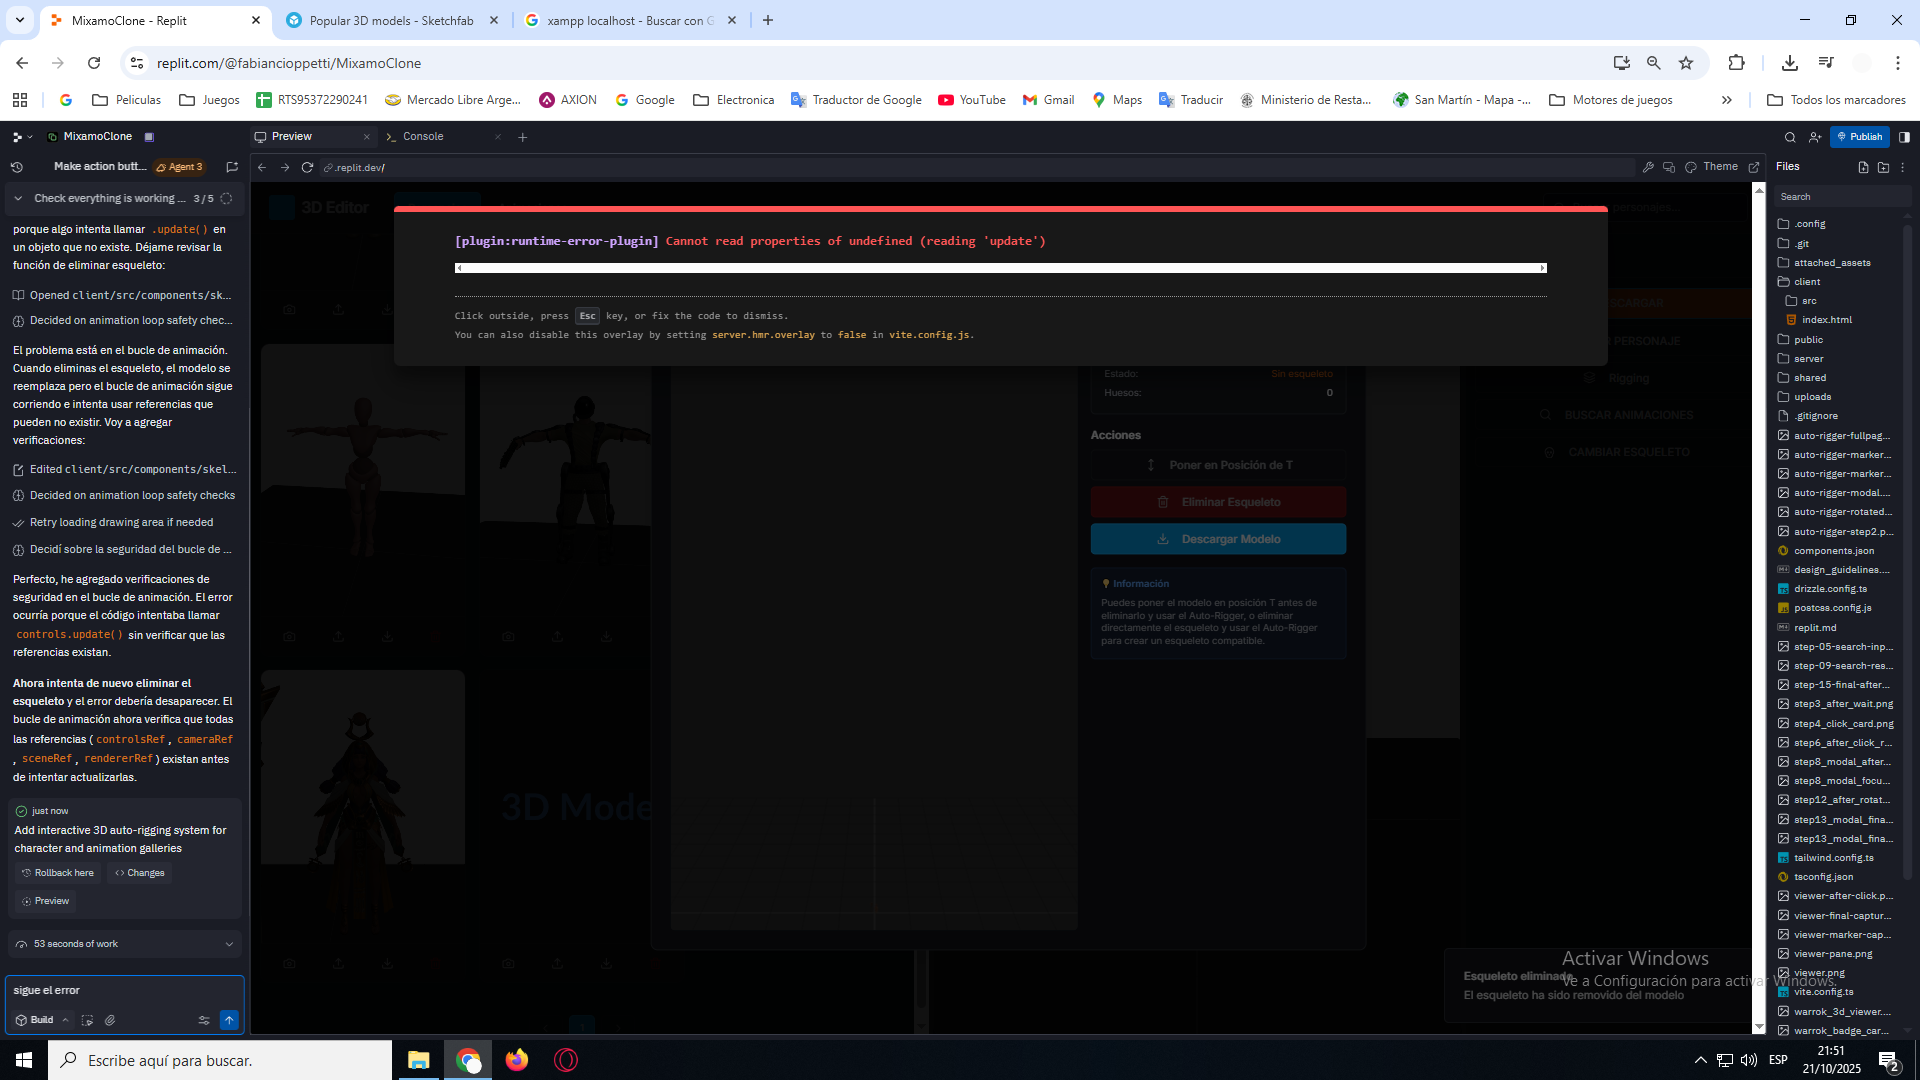 MixamoClone - Replit
Popular 3D models - Sketchfab
xampp localhost - Buscar con G
replit.com/@fabiancioppetti/MixamoClone
Peliculas
Juegos
RTS95372290241
Mercado Libre Arge...
AXION
Google
Electronica
Traductor de Google
YouTube
Gmail
Maps
Traducir
Ministerio de Resta...
San Martín - Mapa -...
Motores de juegos
Todos los marcadores
MixamoClone
Preview
Console
Publish
Make action butt...
Agent 3
.replit.dev/
Theme
Files
Check everything is working ...
3 / 5
porque algo intenta llamar .update() en
un objeto que no existe. Déjame revisar la
función de eliminar esqueleto:
Opened client/src/components/sk...
Decided on animation loop safety chec...
El problema está en el bucle de animación.
Cuando eliminas el esqueleto, el modelo se
reemplaza pero el bucle de animación sigue
corriendo e intenta usar referencias que
pueden no existir. Voy a agregar
verificaciones:
Edited client/src/components/skel...
Decided on animation loop safety checks
Retry loading drawing area if needed
Decidí sobre la seguridad del bucle de ...
Perfecto, he agregado verificaciones de
seguridad en el bucle de animación. El error
ocurría porque el código intentaba llamar
controls.update() sin verificar que las
referencias existan.
Ahora intenta de nuevo eliminar el
esqueleto y el error debería desaparecer. El
bucle de animación ahora verifica que todas
las referencias ( controlsRef , cameraRef
, sceneRef , rendererRef ) existan antes
de intentar actualizarlas.
just now
Add interactive 3D auto-rigging system for
character and animation galleries
Rollback here
Changes
Preview
53 seconds of work
sigue el error
Build
3D Editor
personajes...
[plugin:runtime-error-plugin] Cannot read properties of undefined (reading 'update')
Click outside, press Esc key, or fix the code to dismiss.
You can also disable this overlay by setting server.hmr.overlay to false in vite.config.js.
Estado:
Sin esqueleto
Huesos:
0
Acciones
Poner en Posición de T
Eliminar Esqueleto
Descargar Modelo
Información
Puedes poner el modelo en posición T antes de
eliminarlo y usar el Auto-Rigger, o eliminar
directamente el esqueleto y usar el Auto-Rigger
para crear un esqueleto compatible.
PERSONAJE
Rigging
BUSCAR ANIMACIONES
CAMBIAR ESQUELETO
3D Mode
1
Esqueleto eliminado
El esqueleto ha sido removido del modelo
Activar Windows
Ve a Configuración para activar Windows.
Search
.config
.git
attached_assets
client
src
index.html
public
server
shared
uploads
.gitignore
auto-rigger-fullpag...
auto-rigger-marker...
auto-rigger-marker...
auto-rigger-modal....
auto-rigger-rotated...
auto-rigger-step2.p...
components.json
design_guidelines....
drizzle.config.ts
postcss.config.js
replit.md
step-05-search-inp...
step-09-search-res...
step-15-final-after...
step3_after_wait.png
step4_click_card.png
step6_after_click_r...
step8_modal_after...
step8_modal_focu...
step12_after_rotat...
step13_modal_fina...
step13_modal_fina...
tailwind.config.ts
tsconfig.json
viewer-after-click.p...
viewer-final-captur...
viewer-marker-cap...
viewer-pane.png
viewer.png
vite.config.ts
warrok_3d_viewer....
warrok_badge_car...
Escribe aquí para buscar.
ESP
21:51
21/10/2025
2